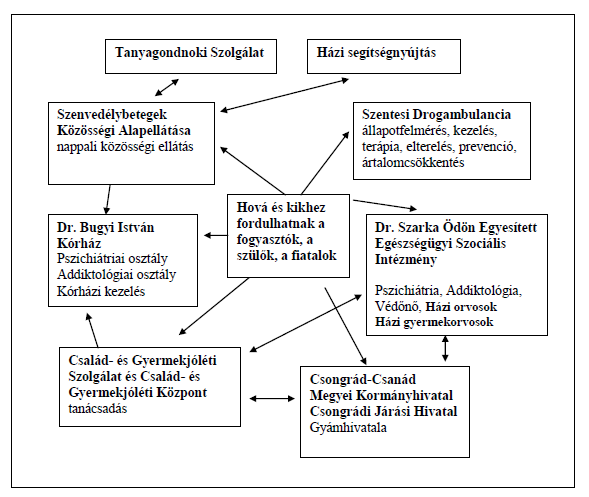 Tanyagondnoki Szolgálat
Házi segítségnyújtás
Szenvedélybetegek
Közösségi Alapellátása
nappali közösségi ellátás
Szentesi Drogambulancia
állapotfelmérés, kezelés,
terápia, elterelés, prevenció,
ártalomcsökkentés
Hová és kikhez
fordulhatnak a
fogyasztók, a
szülők, a fiatalok
Dr. Bugyi István
Kórház
Pszichiátriai osztály
Addiktológiai osztály
Kórházi kezelés
Dr. Szarka Ödön Egyesített
Egészségügyi Szociális
Intézmény
Pszichiátria, Addiktológia,
Védőnő, Házi orvosok
Házi gyermekorvosok
Család- és Gyermekjóléti
Szolgálat és Család- és
Gyermekjóléti Központ
tanácsadás
Csongrád-Csanád
Megyei Kormányhivatal
Csongrádi Járási Hivatal
Gyámhivatala